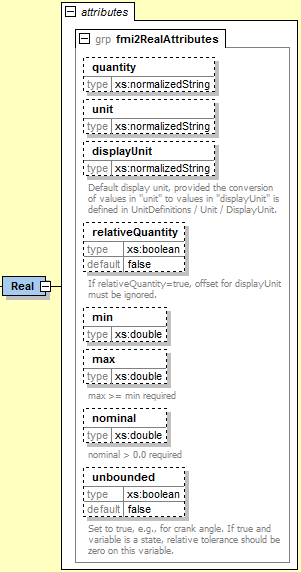 attributes
grp fmi2RealAttributes
quantity
type xs:normalizedString
unit
type xs:normalizedString
displayUnit
type xs:normalizedString
Default display unit, provided the conversion
of values in "unit" to values in "displayUnit" is
defined in UnitDefinitions / Unit / DisplayUnit.
relativeQuantity
type xs:boolean
default false
If relativeQuantity=true, offset for displayUnit
must be ignored.
Real
min
type xs:double
max
type xs:double
max >= min required
nominal
type xs:double
nominal > 0.0 required
unbounded
type xs:boolean
default false
Set to true, e.g., for crank angle. If true and
variable is a state, relative tolerance should be
zero on this variable.